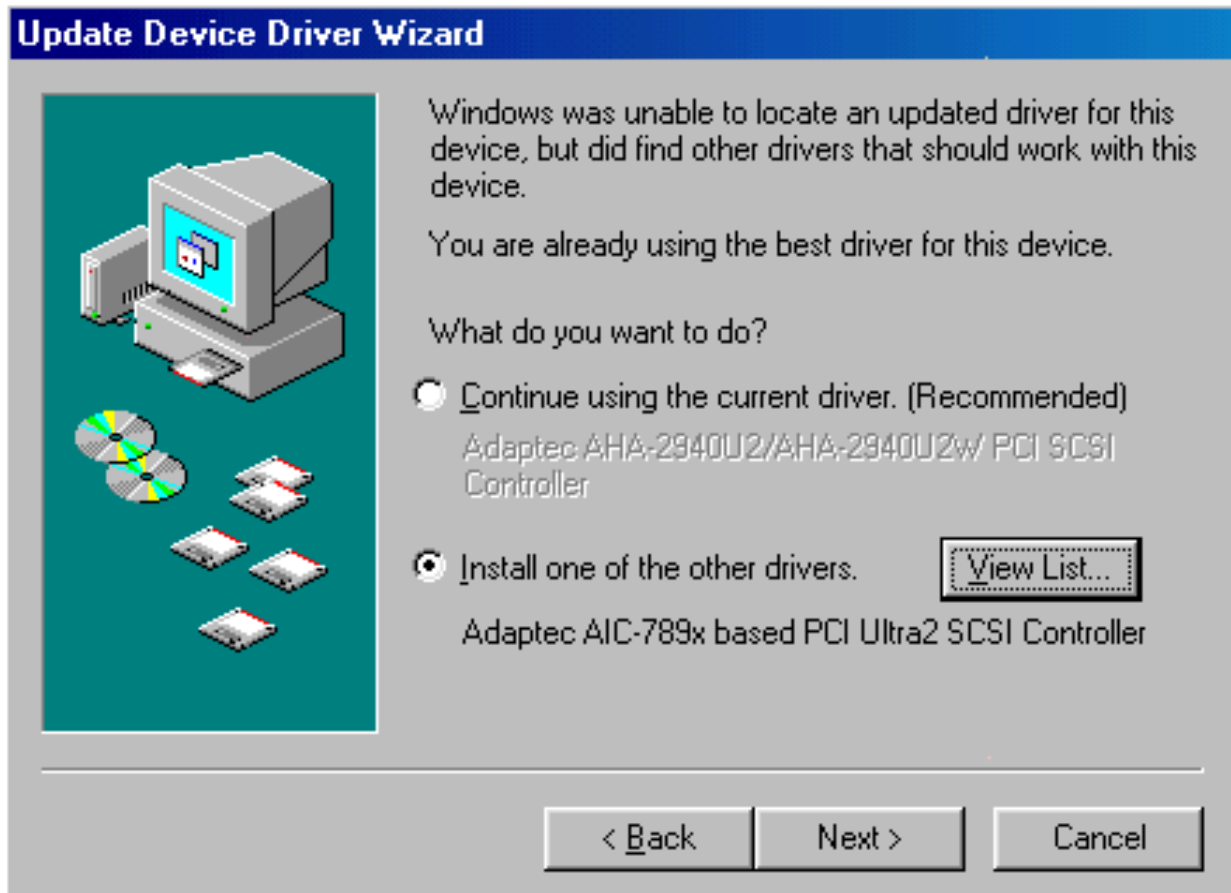 Update Device Driver Wizard
Windows was unable to locate an updated driver for this
device, but did find other drivers that should work with this
device.
You are already using the best driver for this device.
What do you want to do?
Continue using the current driver. (Recommended)
Adaptec AHA-2940U2/AHA-2940U2W PCI SCSI
Controller
Install one of the other drivers.
View List...
Adaptec AIC-789x based PCI Ultra2 SCSI Controller
< Back
Next >
Cancel